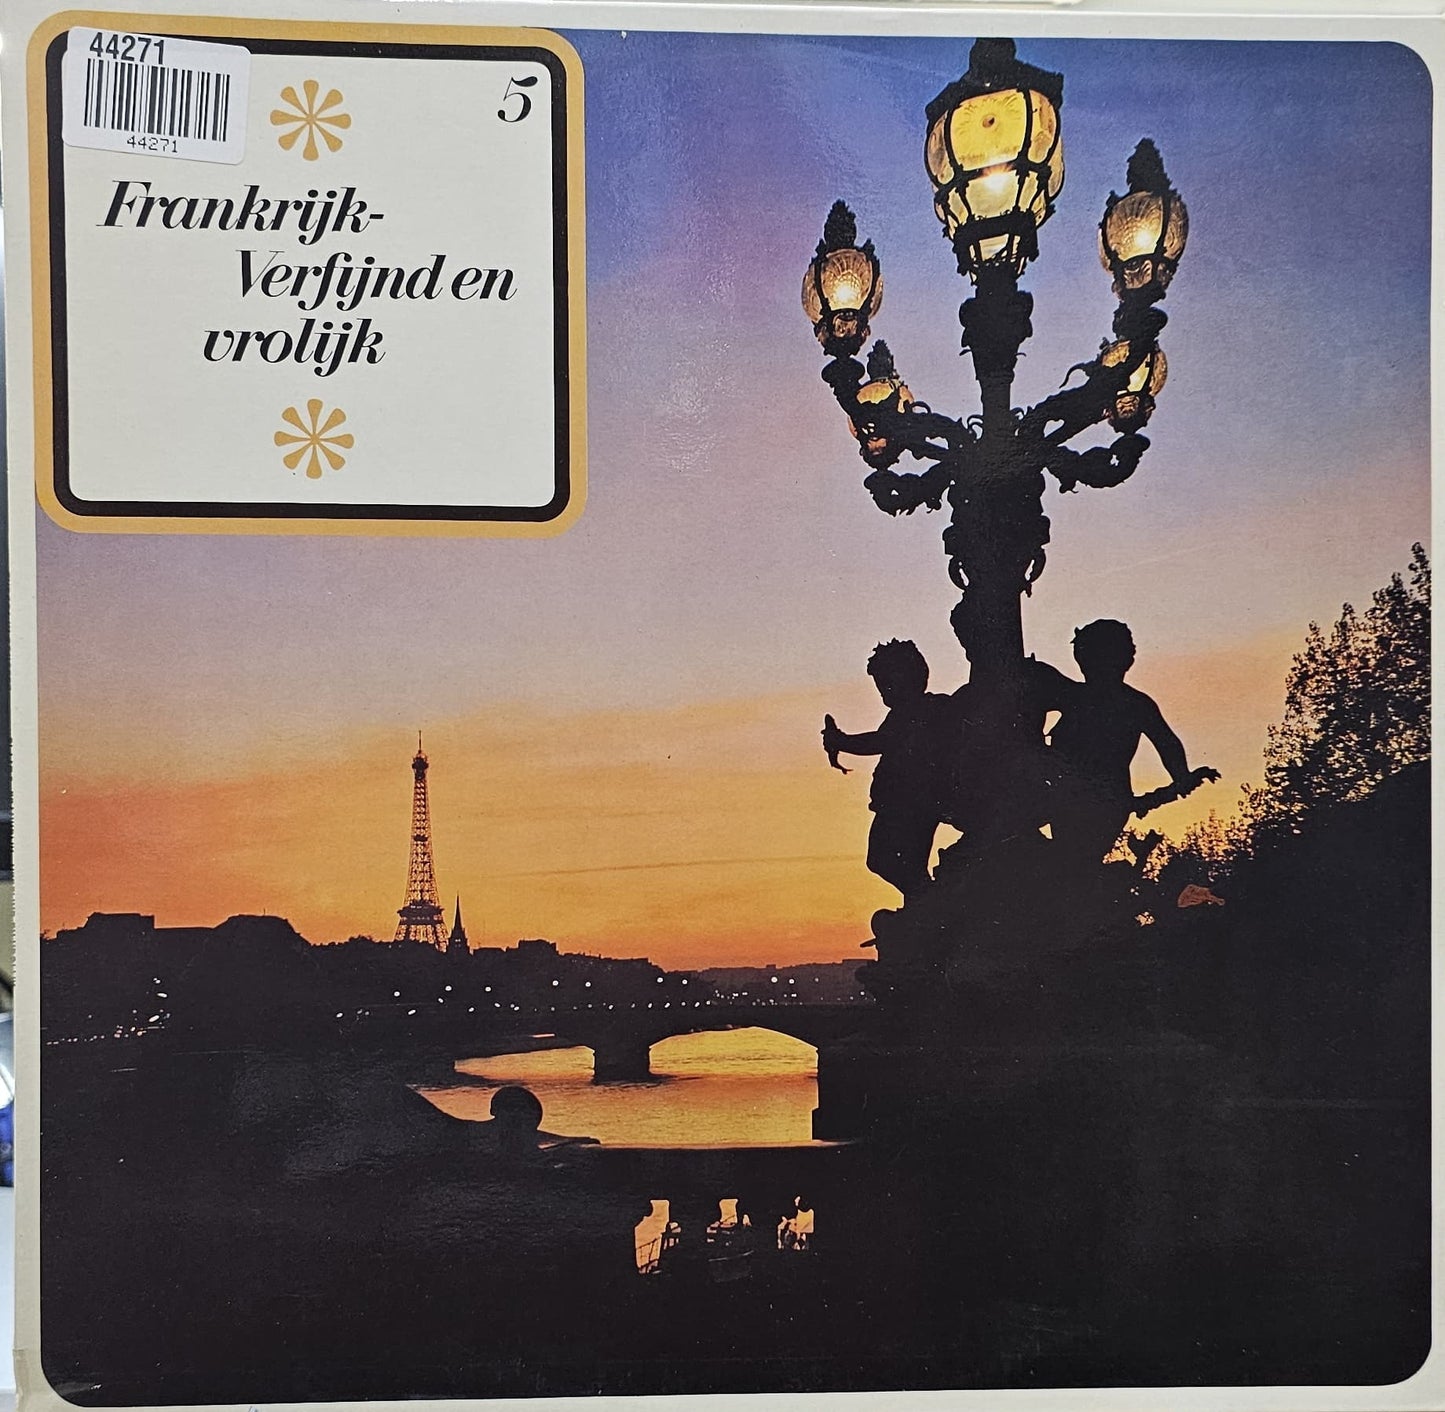 44271
44271
5
Frankrijk-
Verfijnd en
vrolijk